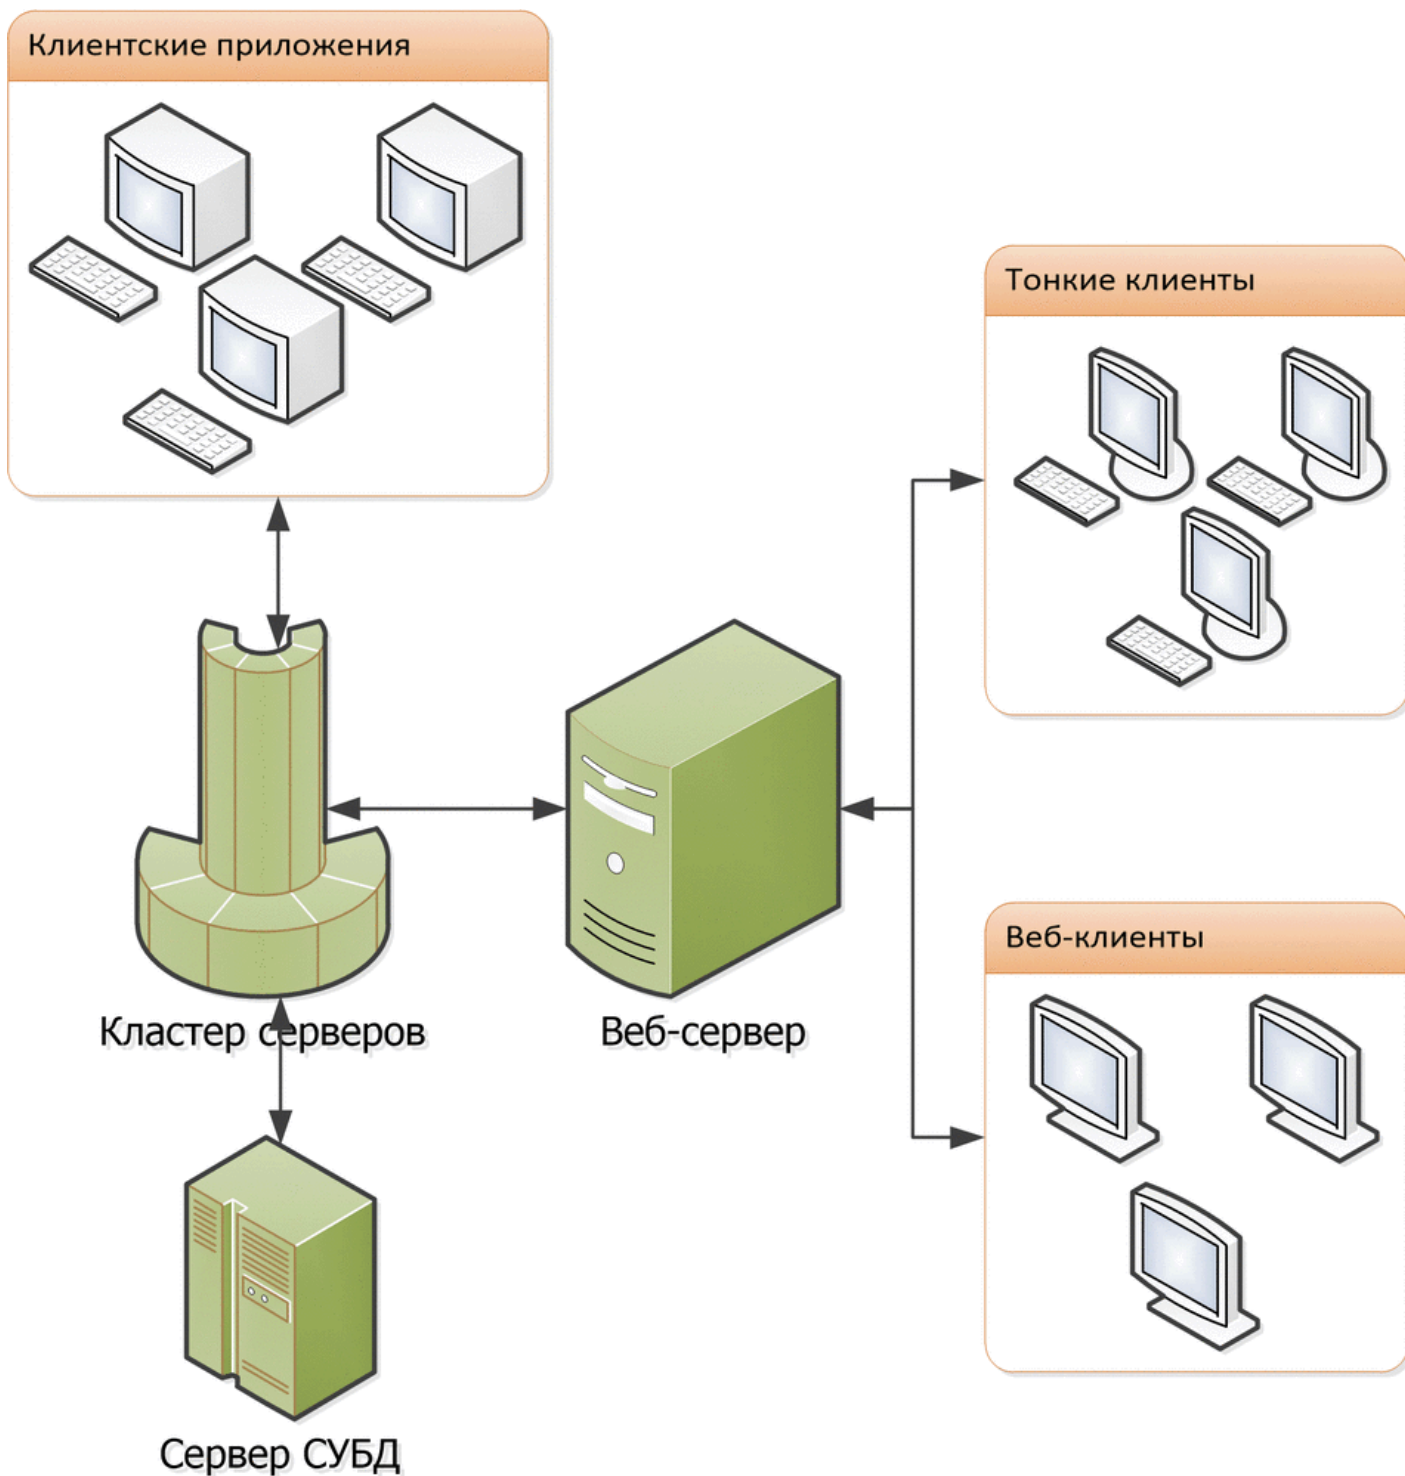 Клиентские приложения
Тонкие клиенты
Веб-клиенты
Кластер серверов
Веб-сервер
Сервер СУБД